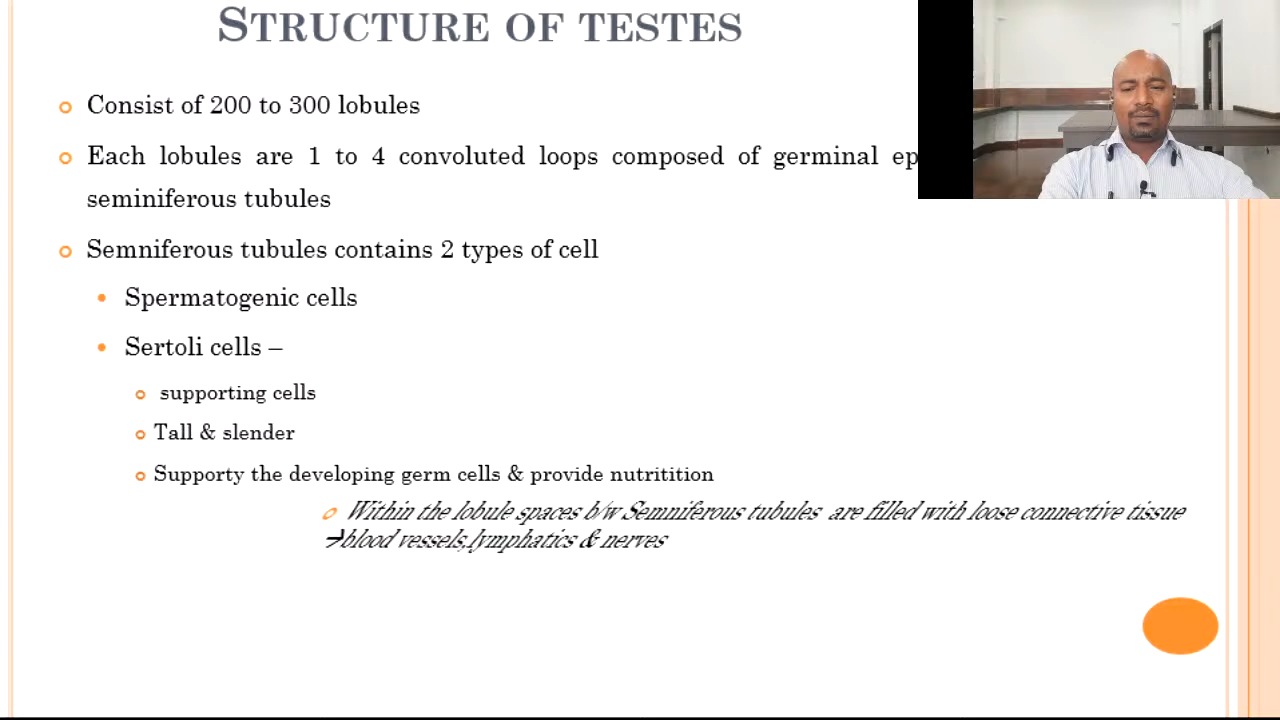 STRUCTURE OF TESTES
Consist of 200 to 300 lobules
Each lobules are 1 to 4 convoluted loops composed of germinal
seminiferous tubules
Semniferous tubules contains 2 types of cell
Spermatogenic cells
Sertoli cells –
supporting cells
Tall & slender
Supporty the developing germ cells & provide nutritition
Within the lobule spaces b/w Semniferous tubules are filled with loose connective tissue
→blood vessels,lymphatics & nerves